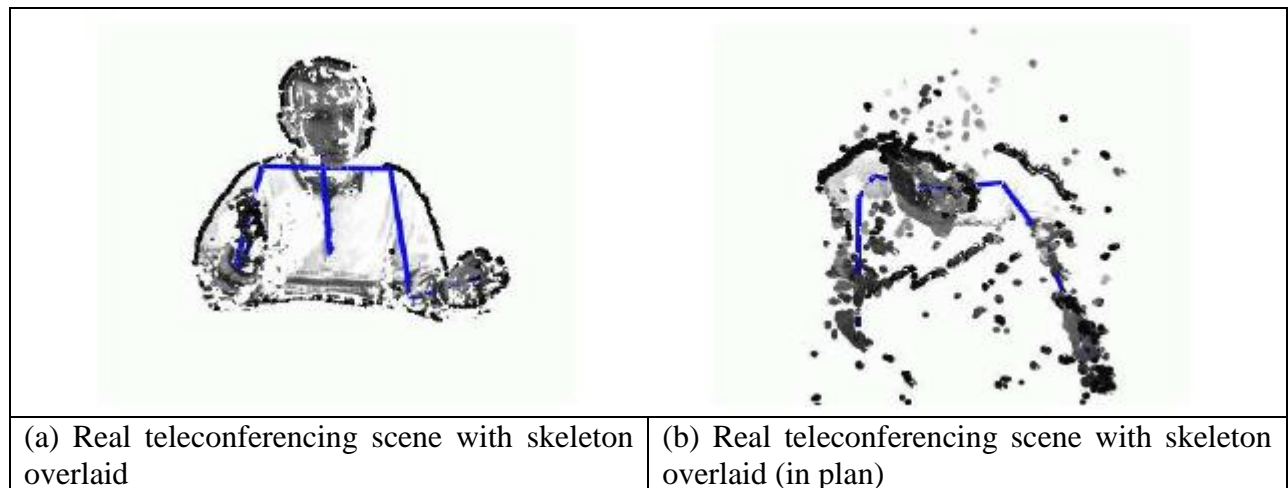 (a) Real teleconferencing scene with skeleton
overlaid
(b) Real teleconferencing scene with skeleton
overlaid (in plan)